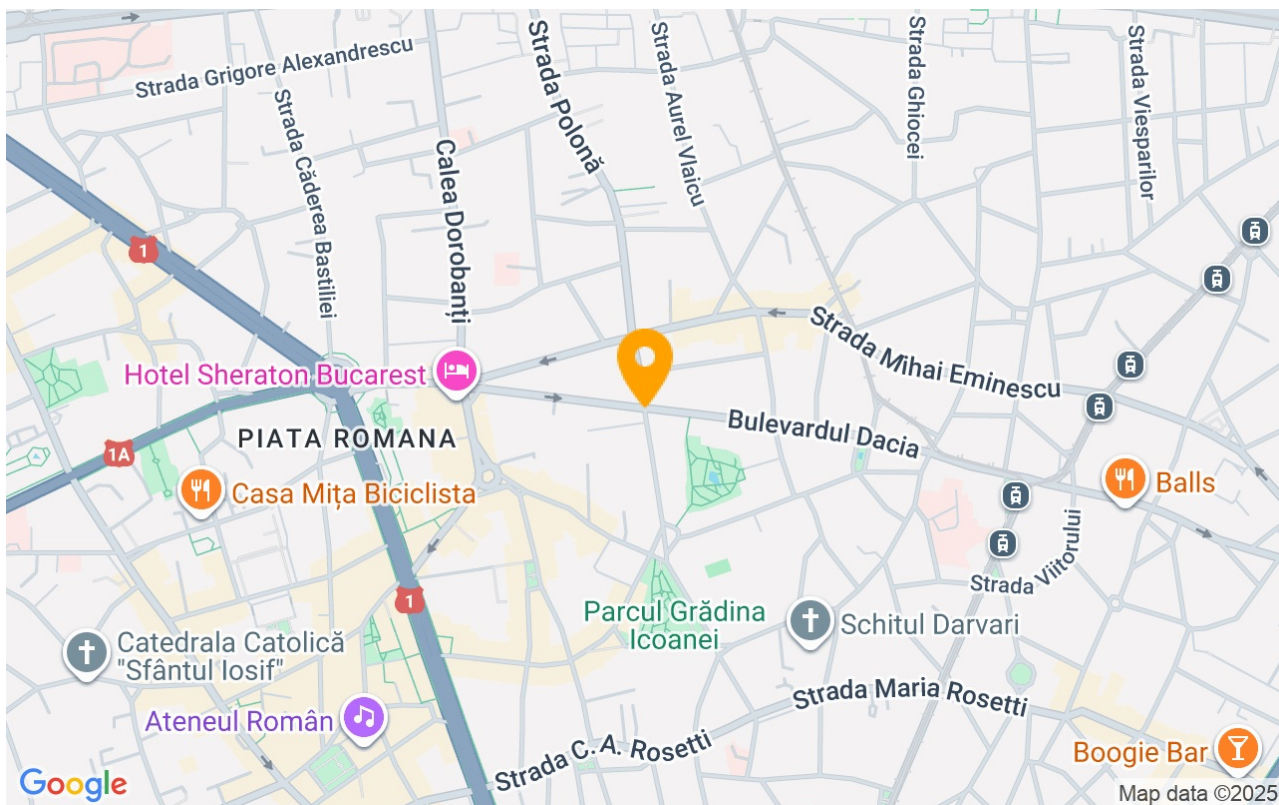 Strada Grigore Alexandrescu
Strada Căderea Bastiliei
Calea Dorobanți
Strada Polonă
Strada Aurel Vlaicu
Strada Ghiocei
Strada Viesparilor
1
Hotel Sheraton Bucarest
Strada Mihai Eminescu
Bulevardul Dacia
PIATA ROMANA
1A
Casa Mița Biciclista
Balls
Strada Viitorului
1
Parcul Grădina
Icoanei
Schitul Darvari
Catedrala Catolică
"Sfântul Iosif"
Strada Maria Rosetti
Ateneul Român
Strada C. A. Rosetti
Boogie Bar
Google
Map data ©2025